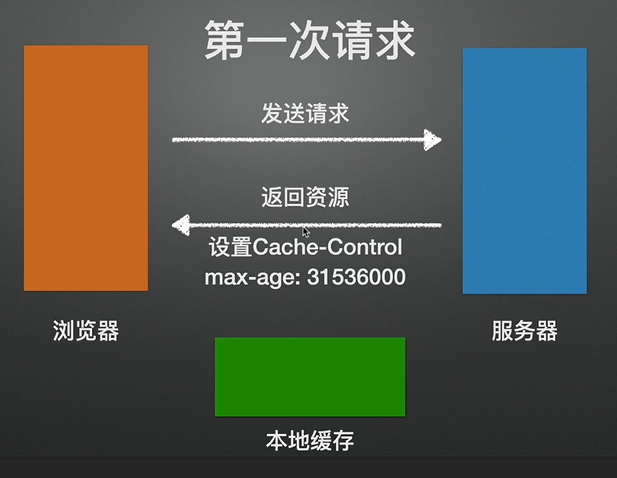 第一次请求
发送请求
返回资源
设置Cache-Control
max-age: 31536000
浏览器
服务器
本地缓存